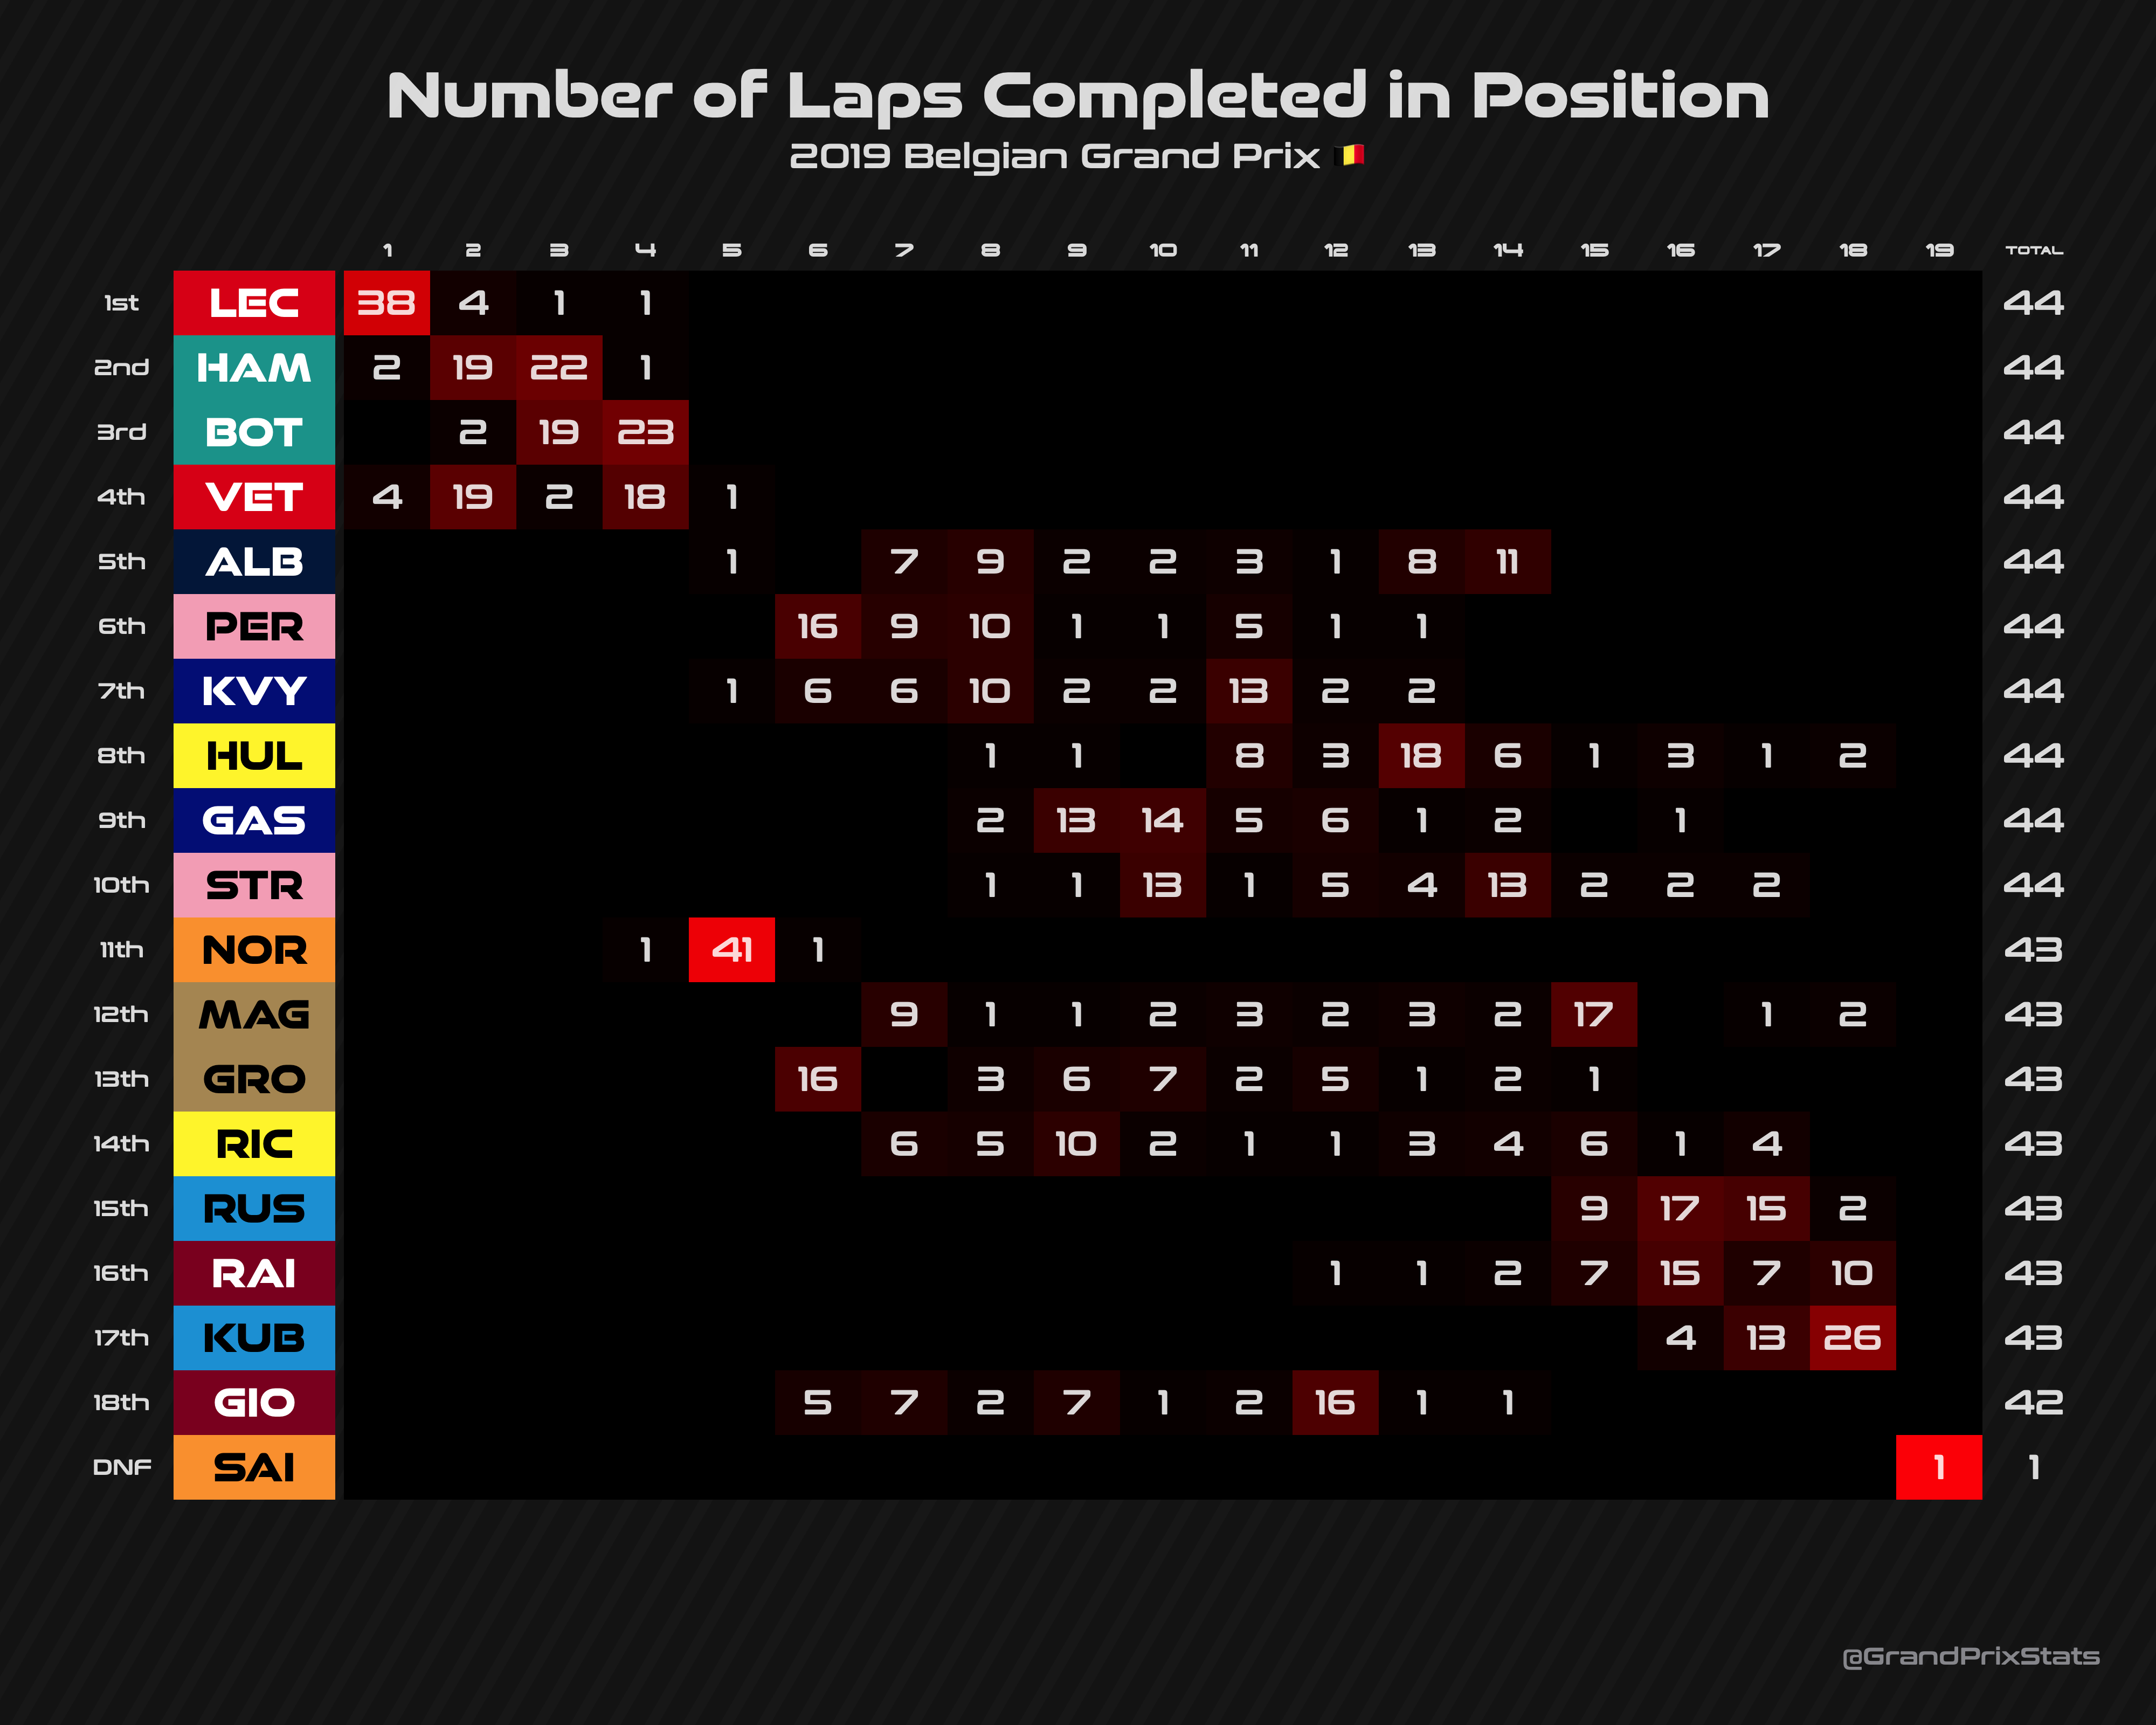 Number of Laps Completed in Position
2019 Belgian Grand Prix
1 2 3 4 5 6 7 8 9 10 11 12 13 14 15 16 17 18 19 TOTAL
1st LEC 38 4 1 1 44
2nd HAM 2 19 22 1 44
3rd BOT 2 19 23 44
4th VET 4 19 2 18 1 44
5th ALB 1 7 9 2 2 3 1 8 11 44
6th PER 16 9 10 1 1 5 1 1 44
7th KVY 1 6 6 10 2 2 13 2 2 44
8th HUL 1 1 8 3 18 6 1 3 1 2 44
9th GAS 2 13 14 5 6 1 2 1 44
10th STR 1 1 13 1 5 4 13 2 2 2 44
11th NOR 1 41 1 43
12th MAG 9 1 1 2 3 2 3 2 17 1 2 43
13th GRO 16 3 6 7 2 5 1 2 1 43
14th RIC 6 5 10 2 1 1 3 4 6 1 4 43
15th RUS 9 17 15 2 43
16th RAI 1 1 2 7 15 7 10 43
17th KUB 4 13 26 43
18th GIO 5 7 2 7 1 2 16 1 1 42
DNF SAI 1 1
@GrandPrixStats